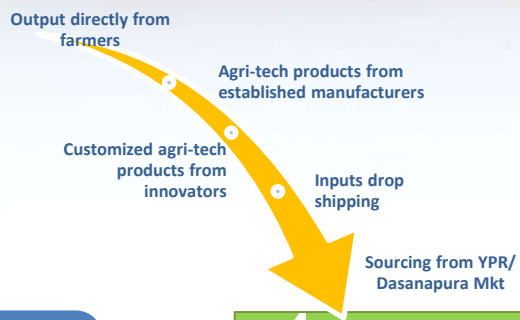 Output directly from
farmers
Agri-tech products from
established manufacturers
Customized agri-tech
products from
innovators
Inputs drop
shipping
Sourcing from YPR/
Dasanapura Mkt